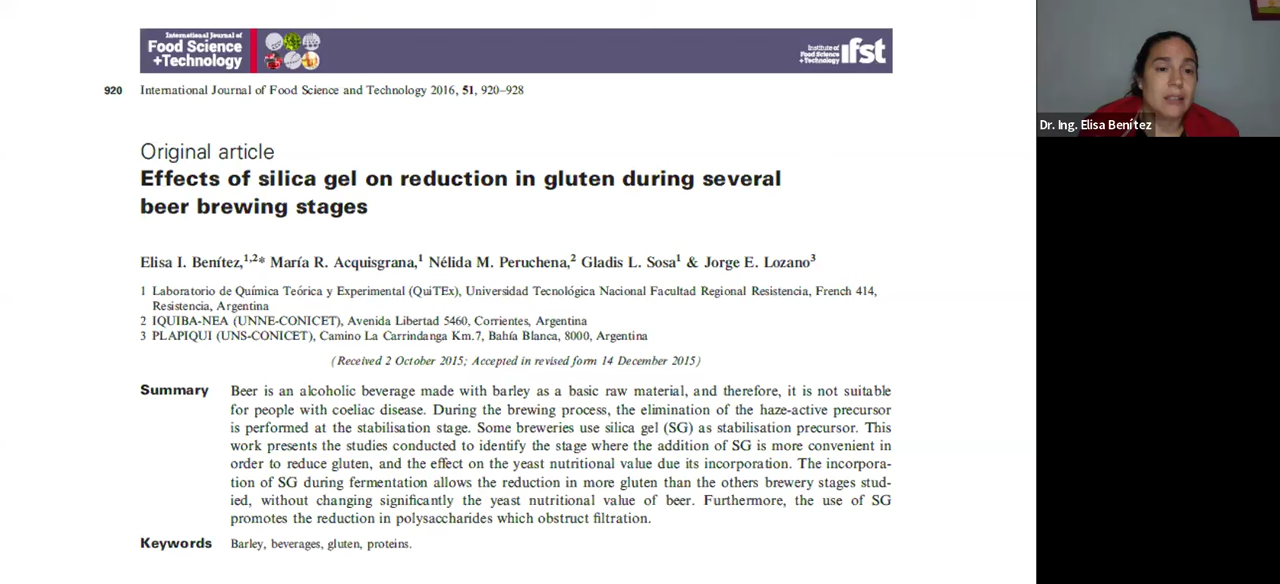 International Journal of
Food Science
+Technology
Institute of
Food Science
+Technology
ifst
Dr. Ing. Elisa Benítez
920 International Journal of Food Science and Technology 2016, 51, 920–928
Original article
Effects of silica gel on reduction in gluten during several
beer brewing stages
Elisa I. Benítez,1,2* María R. Acquisgrana,1 Nélida M. Peruchena,2 Gladis L. Sosa1 & Jorge E. Lozano3
1 Laboratorio de Química Teórica y Experimental (QuiTEx), Universidad Tecnológica Nacional Facultad Regional Resistencia, French 414,
Resistencia, Argentina
2 IQUIBA-NEA (UNNE-CONICET), Avenida Libertad 5460, Corrientes, Argentina
3 PLAPIQUI (UNS-CONICET), Camino La Carrindanga Km.7, Bahía Blanca, 8000, Argentina
(Received 2 October 2015; Accepted in revised form 14 December 2015)
Summary Beer is an alcoholic beverage made with barley as a basic raw material, and therefore, it is not suitable
for people with coeliac disease. During the brewing process, the elimination of the haze-active precursor
is performed at the stabilisation stage. Some breweries use silica gel (SG) as stabilisation precursor. This
work presents the studies conducted to identify the stage where the addition of SG is more convenient in
order to reduce gluten, and the effect on the yeast nutritional value due its incorporation. The incorpora-
tion of SG during fermentation allows the reduction in more gluten than the others brewery stages stud-
ied, without changing significantly the yeast nutritional value of beer. Furthermore, the use of SG
promotes the reduction in polysaccharides which obstruct filtration.
Keywords Barley, beverages, gluten, proteins.